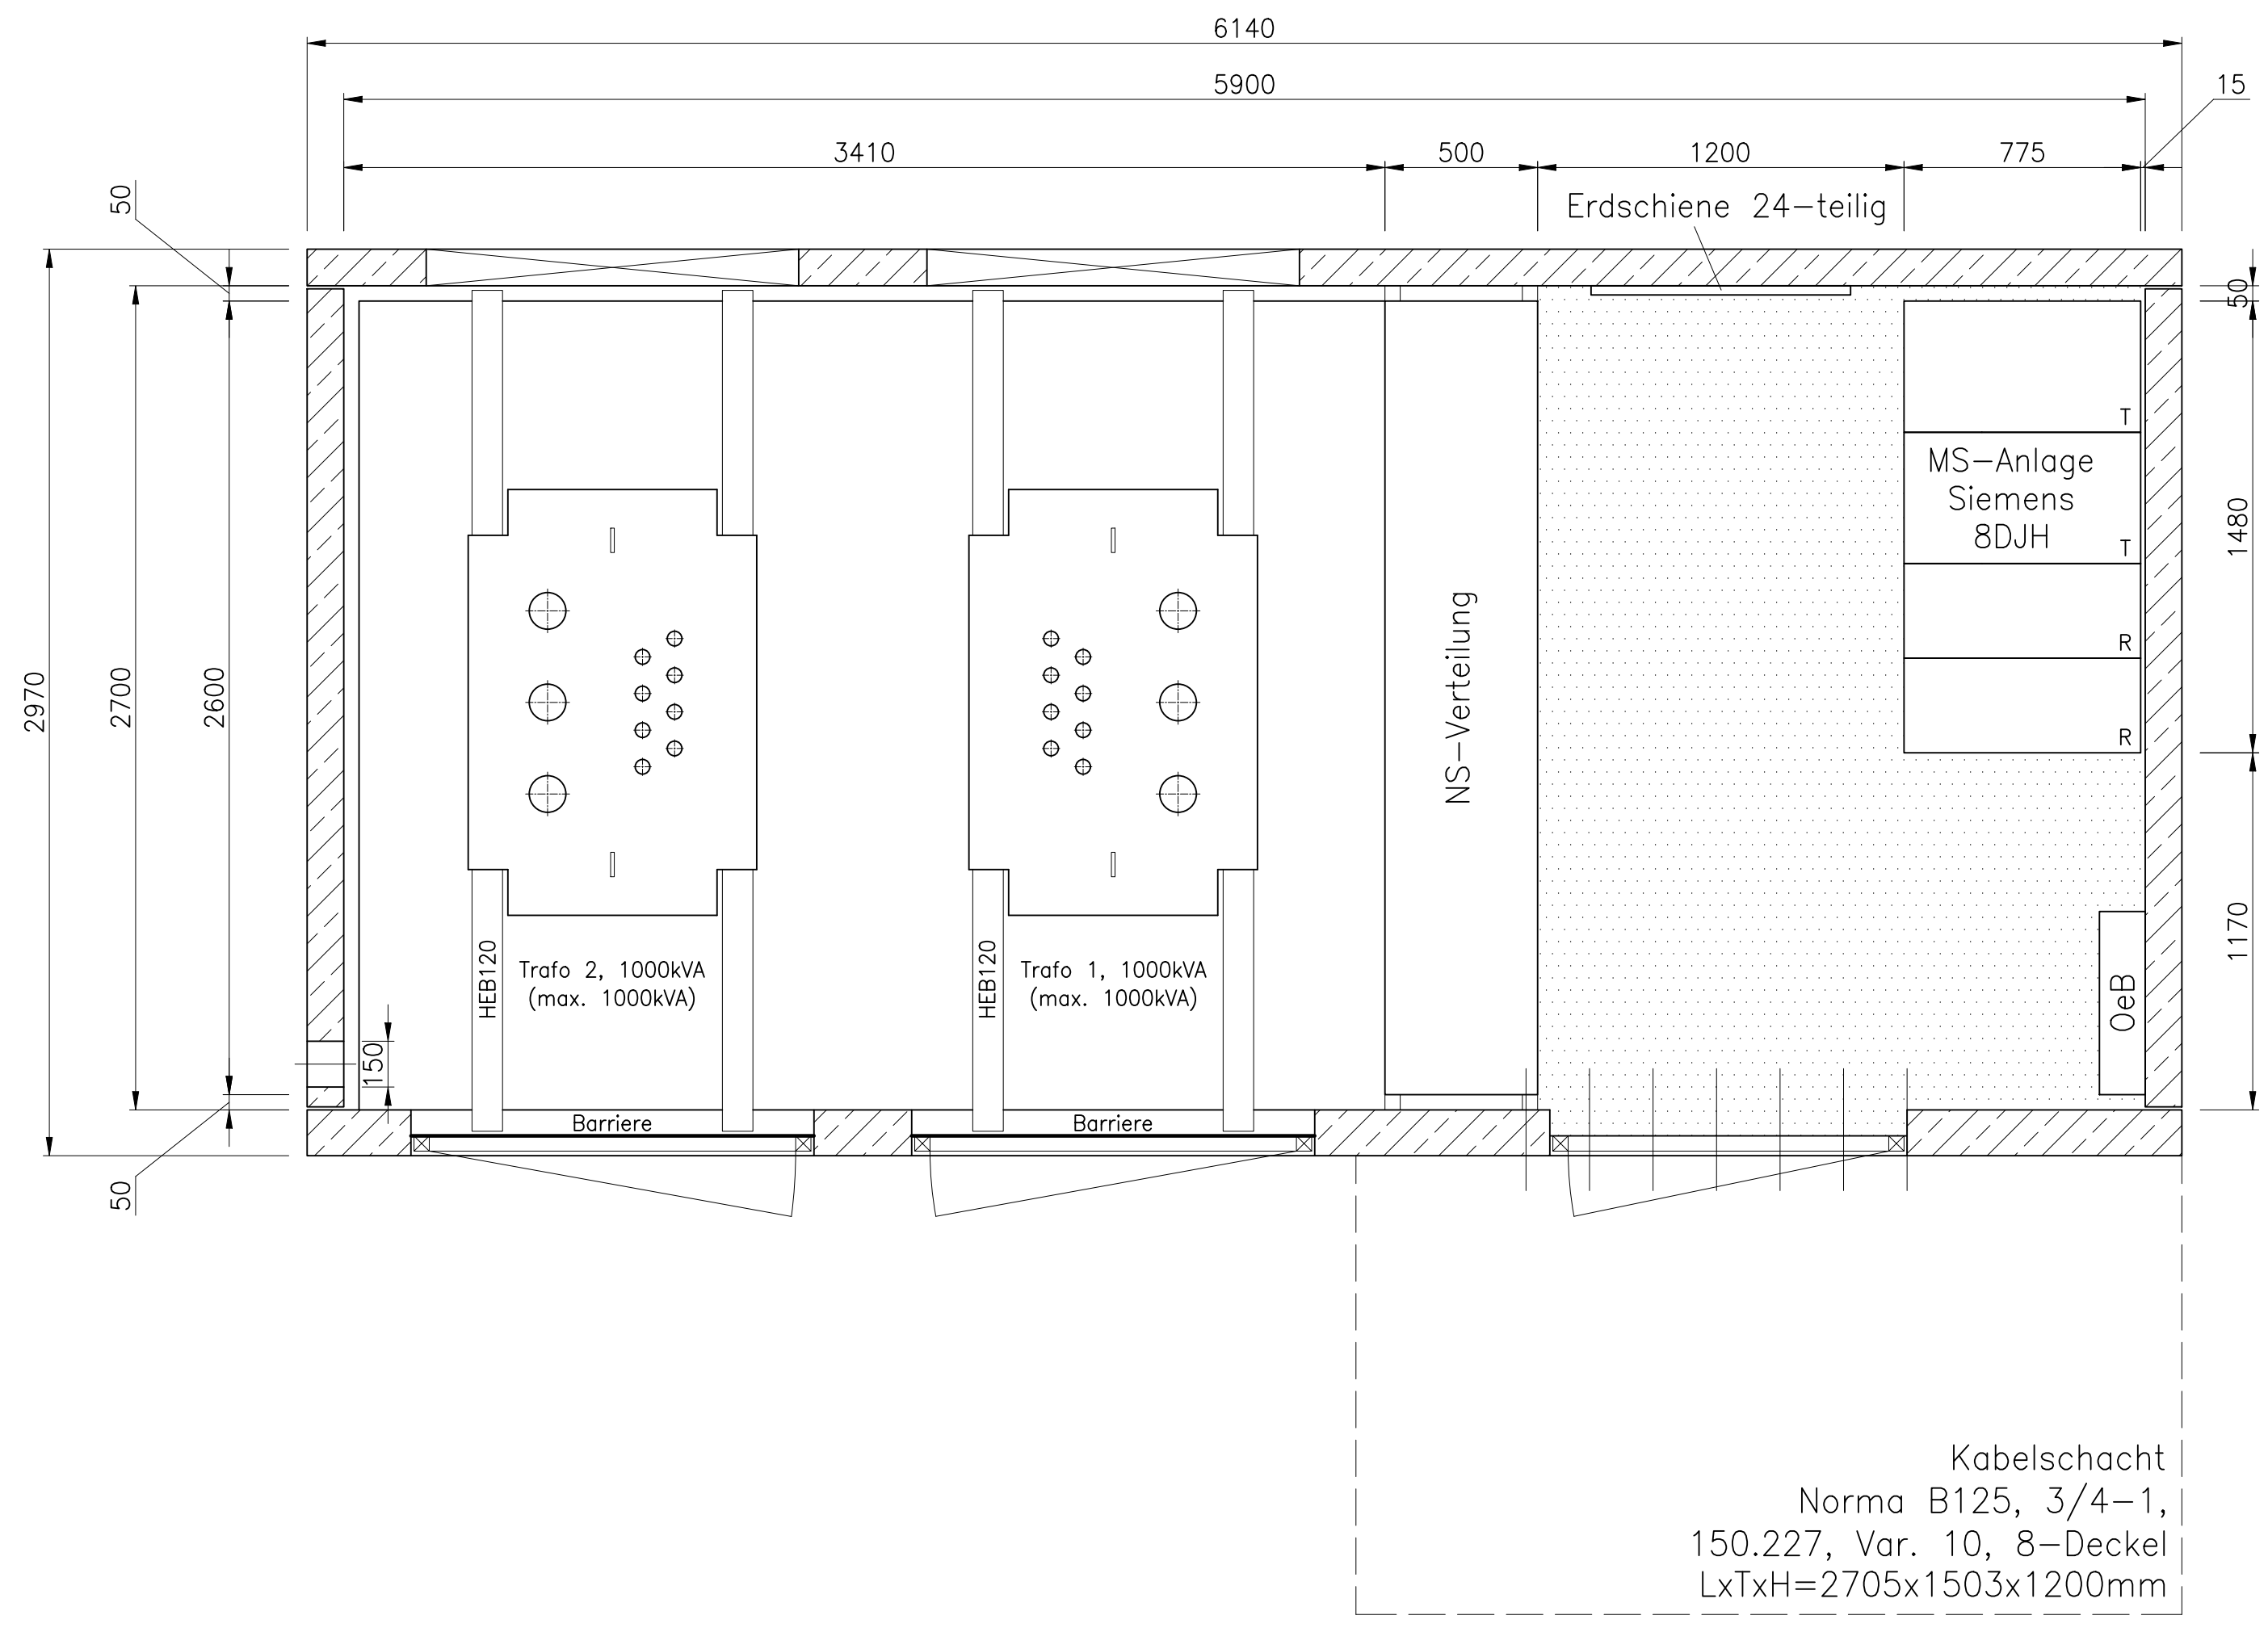 6140
5900
15
3410
500
1200
775
Erdschiene 24-teilig
50
50
T
MS-Anlage
Siemens
8DJH
T
R
R
1480
2970
2700
2600
NS-Verteilung
1170
HEB120
Trafo 2, 1000kVA
(max. 1000kVA)
HEB120
Trafo 1, 1000kVA
(max. 1000kVA)
OeB
150
Barriere
Barriere
50
Kabelschacht
Norma B125, 3/4-1,
150.227, Var. 10, 8-Deckel
LxTxH=2705x1503x1200mm